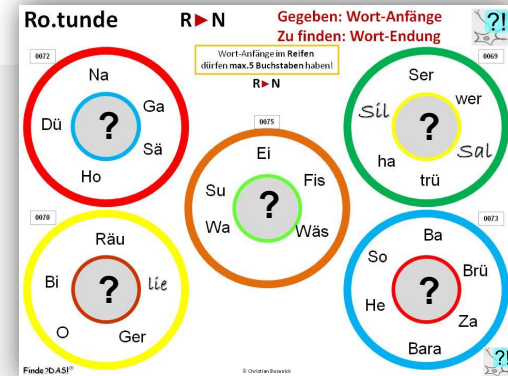 Ro.tunde
R►N
Gegeben: Wort-Anfänge
Zu finden: Wort-Endung
?!
Wort-Anfänge im Reifen
dürfen max.5 Buchstaben haben!
R►N
0072
Na
Ga
Dü
?
Sä
Ho
0069
Ser
wer
Sil
?
Sal
ha
trü
0075
Ei
Fis
Su
?
Wa
Wäs
0070
Räu
Bi
?
lie
O
Ger
0073
Ba
So
Brü
He
?
Za
Bara
Finde?DAS!®
© Christian Bosenick
?!